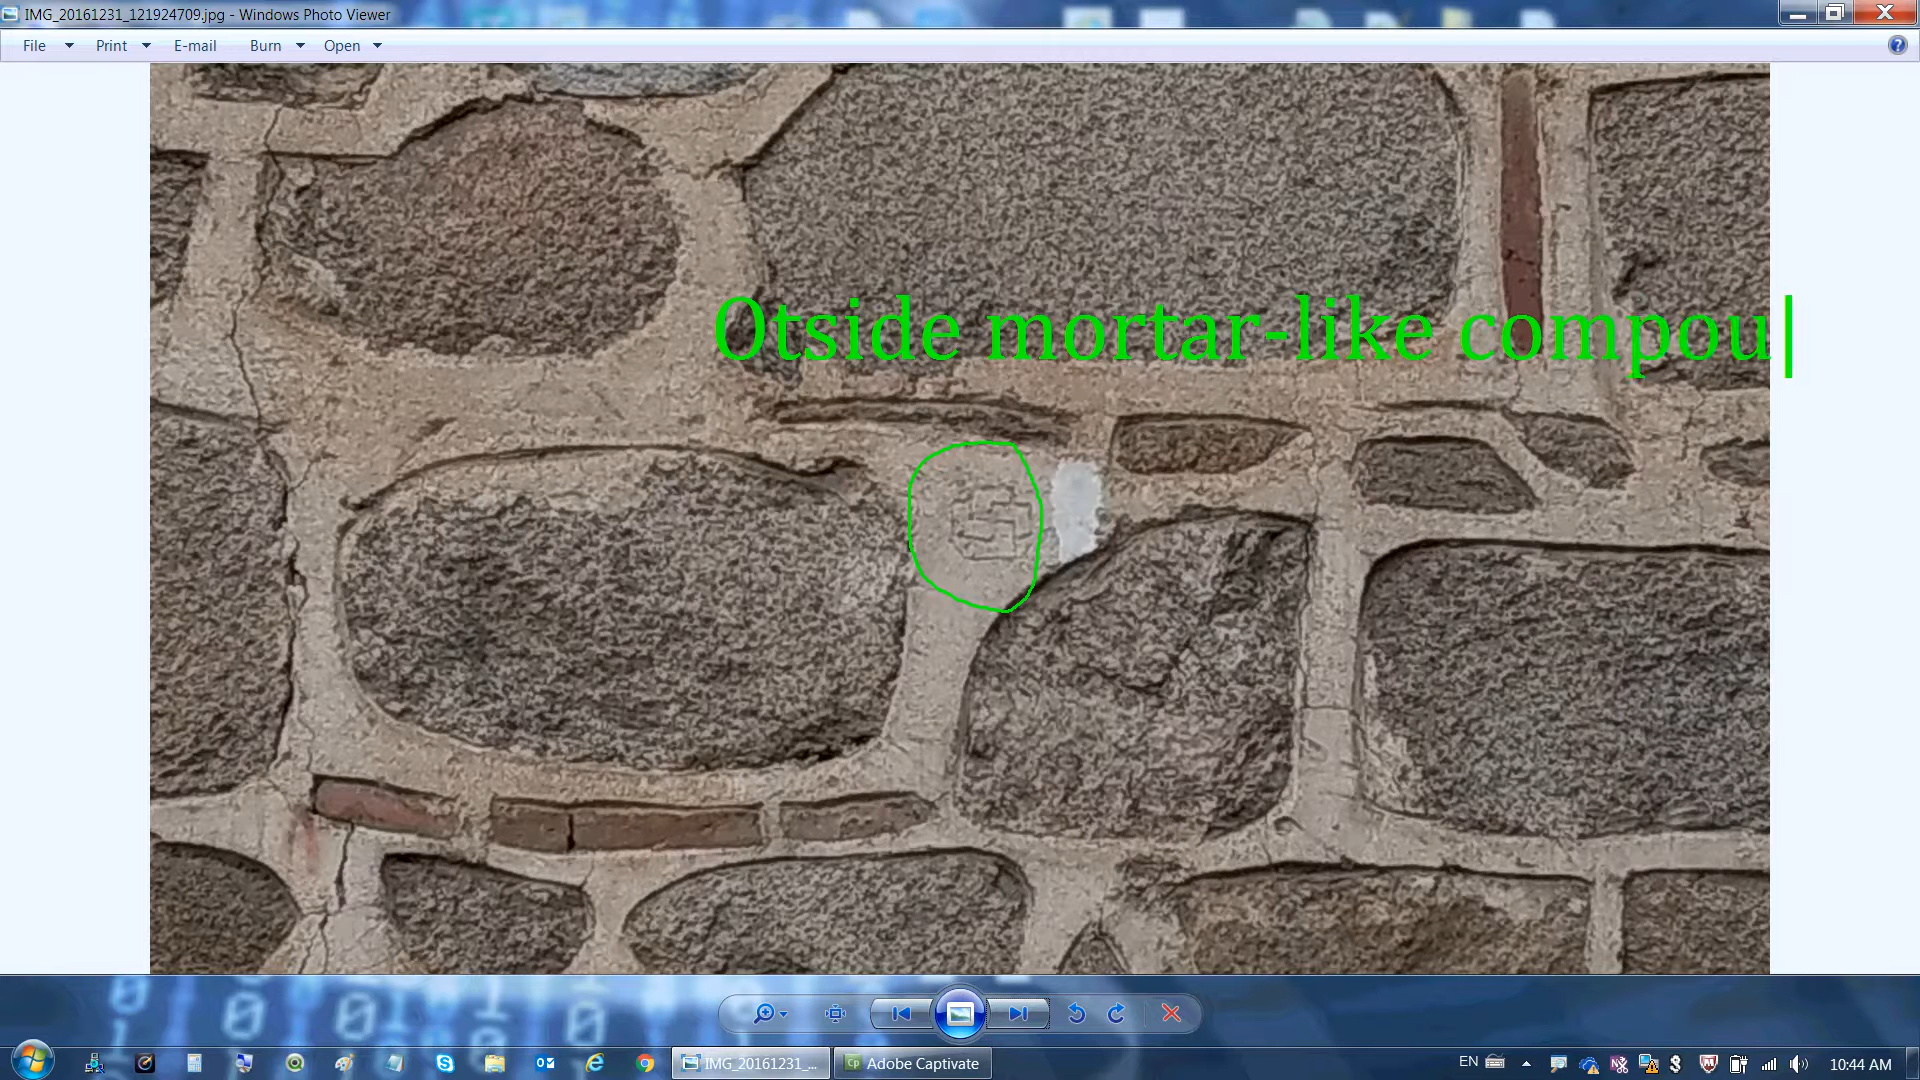 IMG_20161231_121924709.jpg - Windows Photo Viewer
File Print E-mail Burn Open
Otside mortar-like compou
IMG_20161231_... Adobe Captivate
EN 10:44 AM